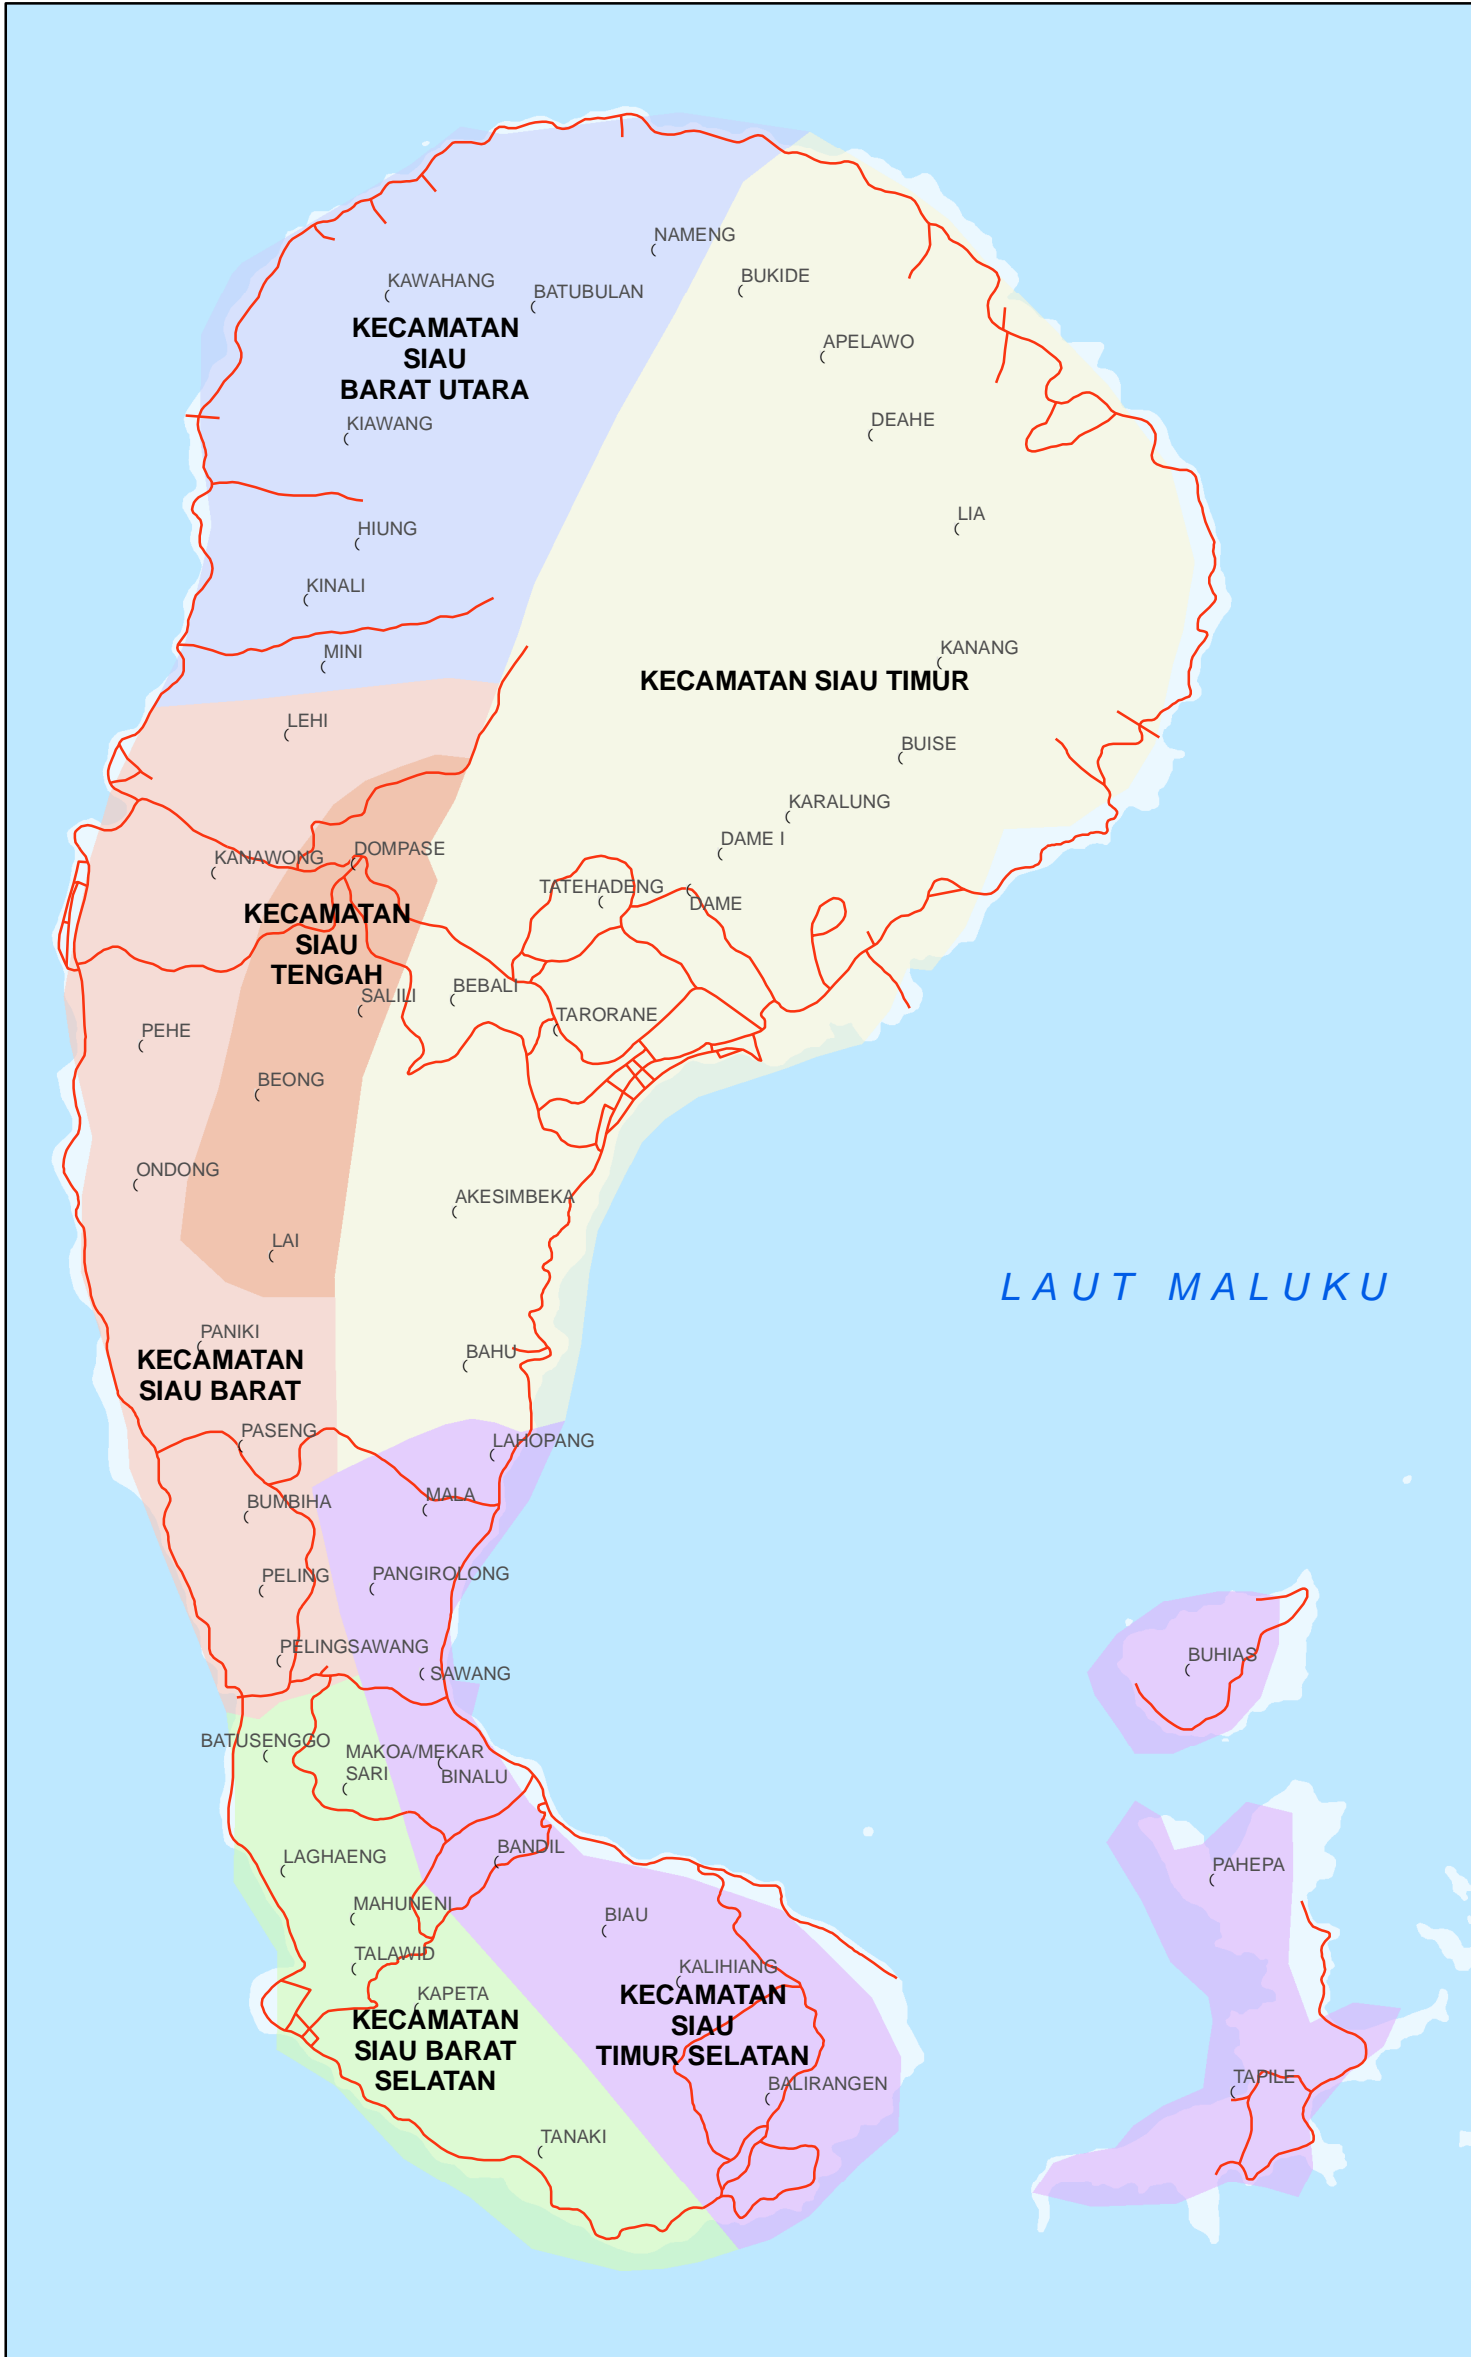 NAMENG
BUKIDE
KAWAHANG
BATUBULAN
KECAMATAN
SIAU
BARAT UTARA
APELAWO
KIAWANG
DEAHE
LIA
HIUNG
KINALI
MINI
KANANG
KECAMATAN SIAU TIMUR
LEHI
BUISE
KARALUNG
DAME I
DOMPASE
KANAWONG
TATEHADENG
DAME
KECAMATAN
SIAU
TENGAH
BEBALI
SALILI
TARORANE
PEHE
BEONG
ONDONG
AKESIMBEKA
LAI
LAUT MALUKU
PANIKI
KECAMATAN
SIAU BARAT
BAHU
PASENG
LAHOPANG
BUMBIHA
MALA
PELING
PANGIROLONG
PELINGSAWANG
SAWANG
BUHIAS
BATUSENGGO
MAKOA/MEKAR
SARI
BINALU
BANDIL
LAGHAENG
PAHEPA
MAHUNENI
BIAU
TALAWID
KALIHIANG
KAPETA
KECAMATAN
SIAU
TIMUR SELATAN
KECAMATAN
SIAU BARAT
SELATAN
BALIRANGEN
TAPILE
TANAKI